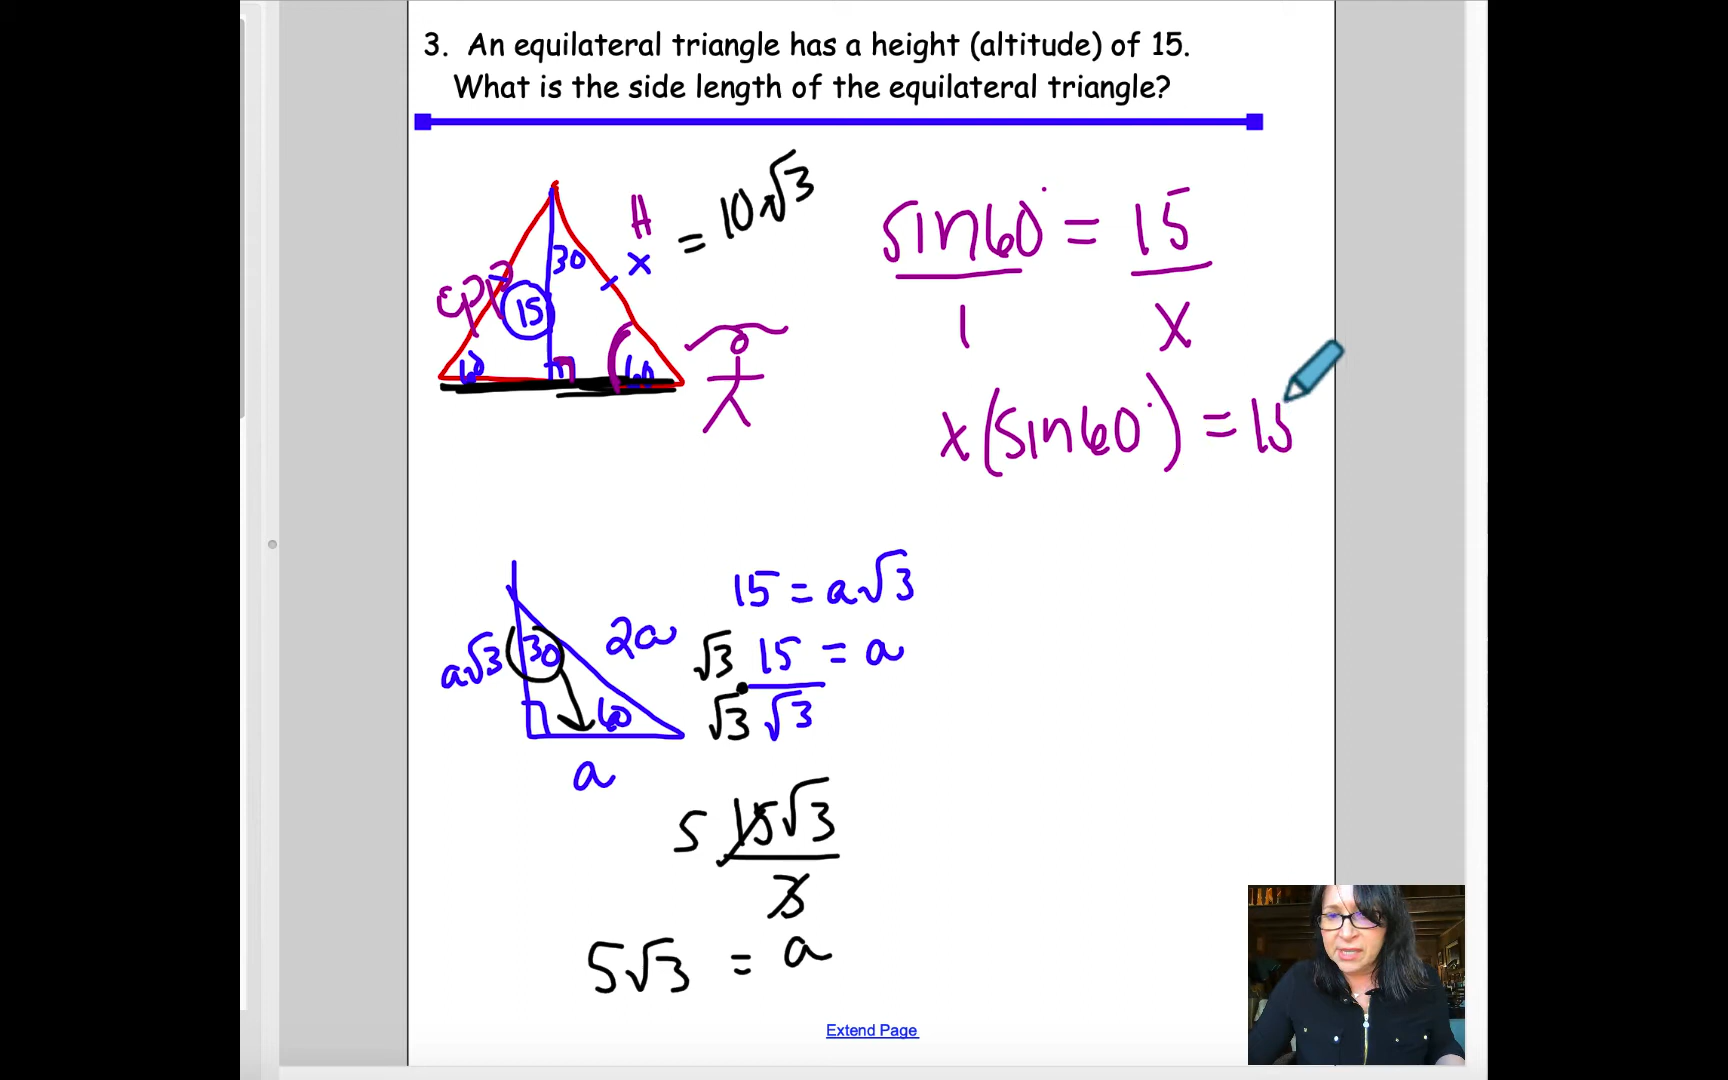 3. An equilateral triangle has a height (altitude) of 15.
What is the side length of the equilateral triangle?
H
x = 10√3
30
opp
15
60
60
sin60° = 15
1 x
x(sin60°) = 15
a√3
30
2a
60
a
15 = a√3
√3 15 = a
√3 √3
5 15√3
3
5√3 = a
Extend Page